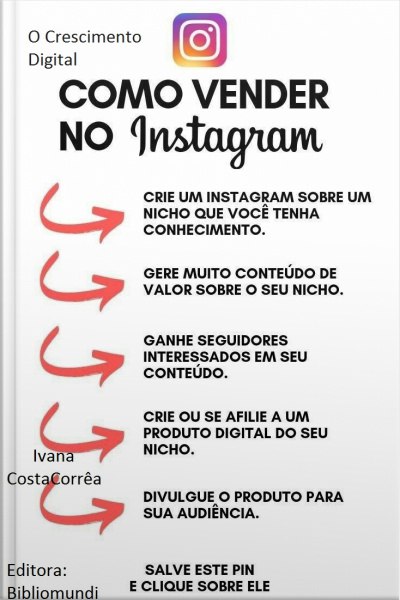 O Crescimento
Digital
COMO VENDER
NO Instagram
CRIE UM INSTAGRAM SOBRE UM
NICHO QUE VOCÊ TENHA
CONHECIMENTO.
GERE MUITO CONTEÚDO DE
VALOR SOBRE O SEU NICHO.
GANHE SEGUIDORES
INTERESSADOS EM SEU
CONTEÚDO.
CRIE OU SE AFILIE A UM
PRODUTO DIGITAL DO SEU
NICHO.
Ivana
CostaCorrêa
DIVULGUE O PRODUTO PARA
SUA AUDIÊNCIA.
Editora:
Bibliomundi
SALVE ESTE PIN
E CLIQUE SOBRE ELE